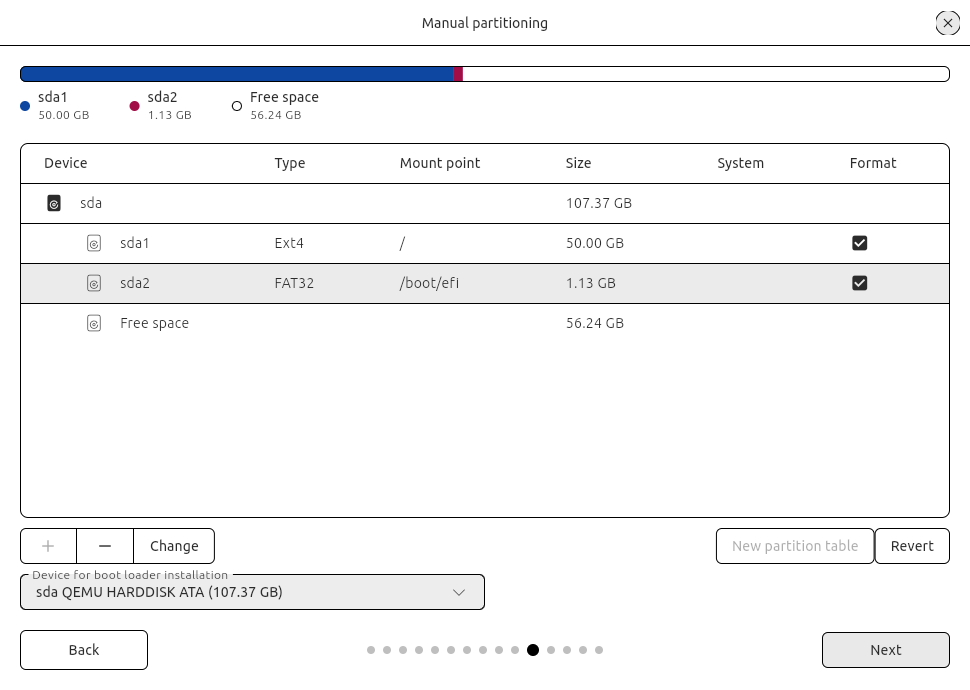 Manual partitioning
sda1
50.00 GB
sda2
1.13 GB
Free space
56.24 GB
Device Type Mount point Size System Format
sda 107.37 GB
sda1 Ext4 / 50.00 GB
sda2 FAT32 /boot/efi 1.13 GB
Free space 56.24 GB
+ − Change New partition table Revert
Device for boot loader installation
sda QEMU HARDDISK ATA (107.37 GB)
Back Next